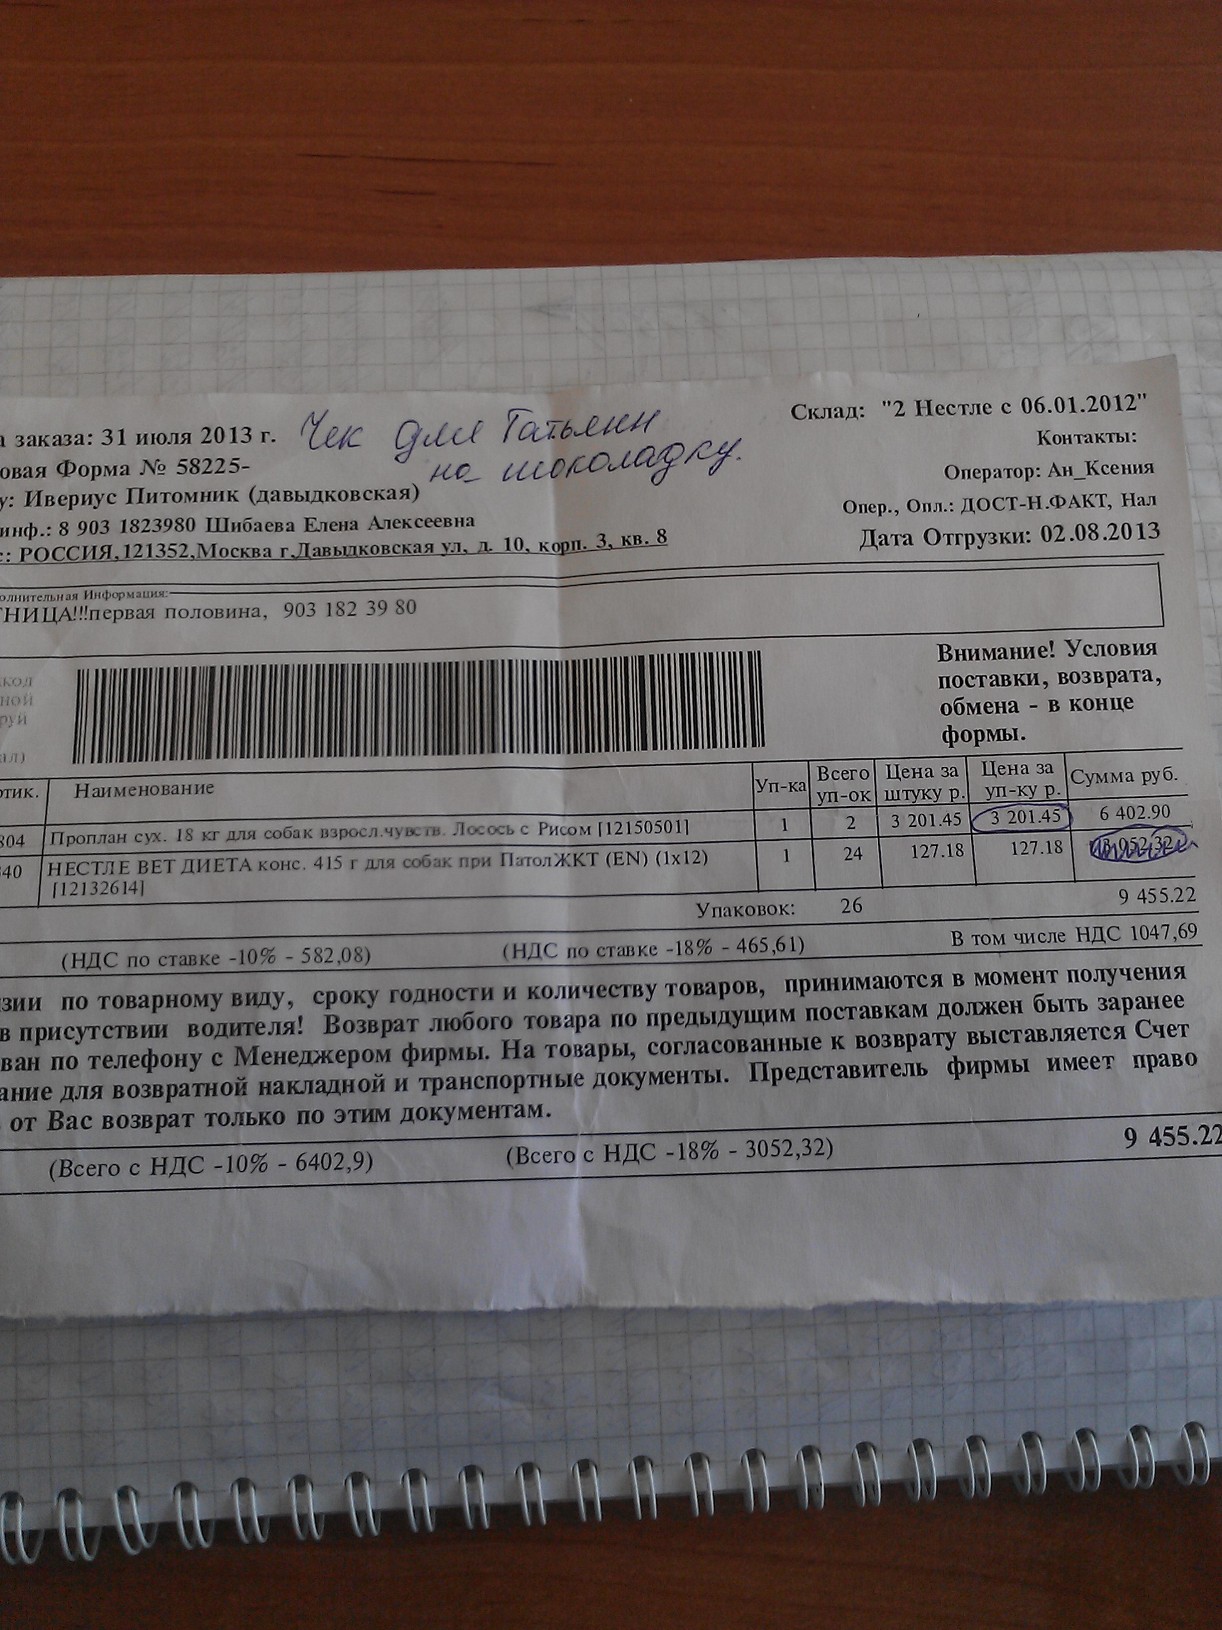 а заказа: 31 июля 2013 г.
Чек для Татьяни
на шоколадку.
Склад: "2 Нестле с 06.01.2012"
овая Форма № 58225-
Контакты:
у: Ивериус Питомник (давыдковская)
Оператор: Ан_Ксения
инф.: 8 903 1823980 Шибаева Елена Алексеевна
Опер., Опл.: ДОСТ-Н.ФАКТ, Нал
с: РОССИЯ,121352,Москва г,Давыдковская ул, д. 10, корп. 3, кв. 8
Дата Отгрузки: 02.08.2013
олнительная Информация:
ТНИЦА!!!первая половина, 903 182 39 80
код
ной
руй
ал)
Внимание! Условия
поставки, возврата,
обмена - в конце
формы.
тик. Наименование Уп-ка Всего уп-ок Цена за штуку р. Цена за уп-ку р. Сумма руб.
804 Проплан сух. 18 кг для собак взросл.чувств. Лосось с Рисом [12150501] 1 2 3 201.45 3 201.45 6 402.90
40 НЕСТЛЕ ВЕТ ДИЕТА конс. 415 г для собак при ПатолЖКТ (EN) (1x12) 1 24 127.18 127.18 3 052.32
[12132614]
Упаковок: 26 9 455.22
(НДС по ставке -10% - 582,08) (НДС по ставке -18% - 465,61) В том числе НДС 1047,69
зии по товарному виду, сроку годности и количеству товаров, принимаются в момент получения
в присутствии водителя! Возврат любого товара по предыдущим поставкам должен быть заранее
ван по телефону с Менеджером фирмы. На товары, согласованные к возврату выставляется Счет
ание для возвратной накладной и транспортные документы. Представитель фирмы имеет право
от Вас возврат только по этим документам.
(Всего с НДС -10% - 6402,9) (Всего с НДС -18% - 3052,32) 9 455.22